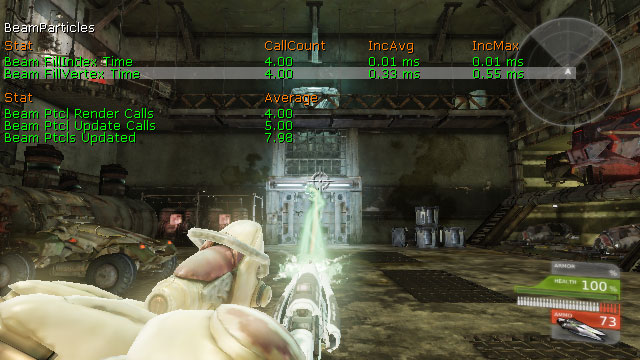 BeamParticles
Stat CallCount IncAvg IncMax
Beam FillIndex Time 4.00 0.01 ms 0.01 ms
Beam FillVertex Time 4.00 0.33 ms 0.55 ms
Stat Average
Beam Ptcl Render Calls 4.00
Beam Ptcl Update Calls 5.00
Beam Ptcls Updated 7.98
ARMOR
HEALTH 100 %
AMMO 73